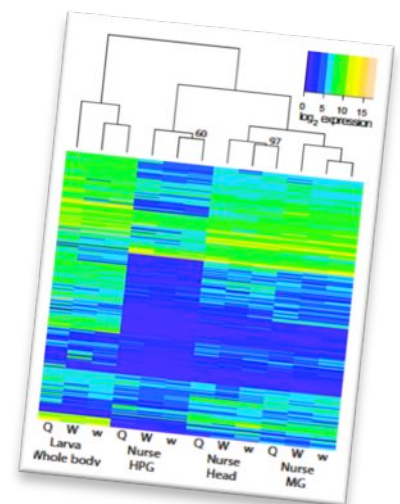 0 5 10 15
log2 expression
60
97
Q W w Q W w Q W w Q W w
Larva Nurse Nurse Nurse
Whole body HPG Head MG